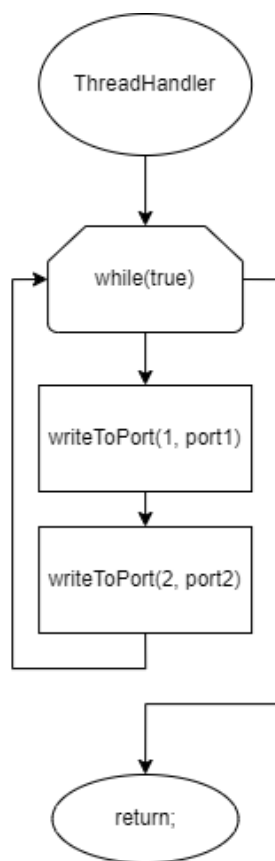 ThreadHandler
while(true)
writeToPort(1, port1)
writeToPort(2, port2)
return;